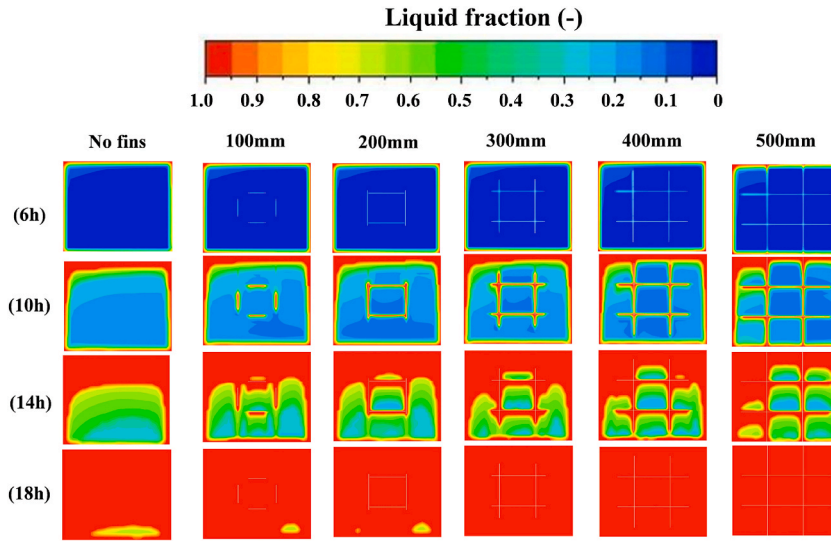 Liquid fraction (-)
1.0 0.9 0.8 0.7 0.6 0.5 0.4 0.3 0.2 0.1 0
No fins 100mm 200mm 300mm 400mm 500mm
(6h)
(10h)
(14h)
(18h)